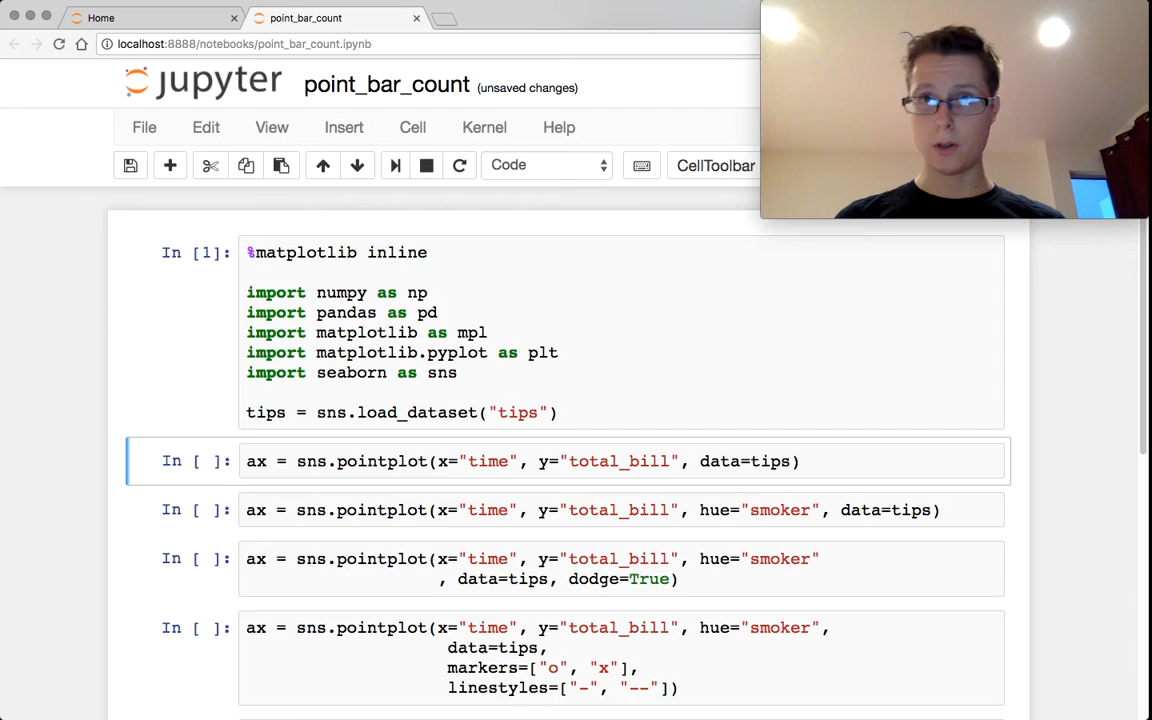 Home
point_bar_count
localhost:8888/notebooks/point_bar_count.ipynb
jupyter point_bar_count (unsaved changes)
File Edit View Insert Cell Kernel Help
Code CellToolbar
In [1]: %matplotlib inline
import numpy as np
import pandas as pd
import matplotlib as mpl
import matplotlib.pyplot as plt
import seaborn as sns
tips = sns.load_dataset("tips")
In [ ]: ax = sns.pointplot(x="time", y="total_bill", data=tips)
In [ ]: ax = sns.pointplot(x="time", y="total_bill", hue="smoker", data=tips)
In [ ]: ax = sns.pointplot(x="time", y="total_bill", hue="smoker"
, data=tips, dodge=True)
In [ ]: ax = sns.pointplot(x="time", y="total_bill", hue="smoker",
data=tips,
markers=["o", "x"],
linestyles=["-", "--"])